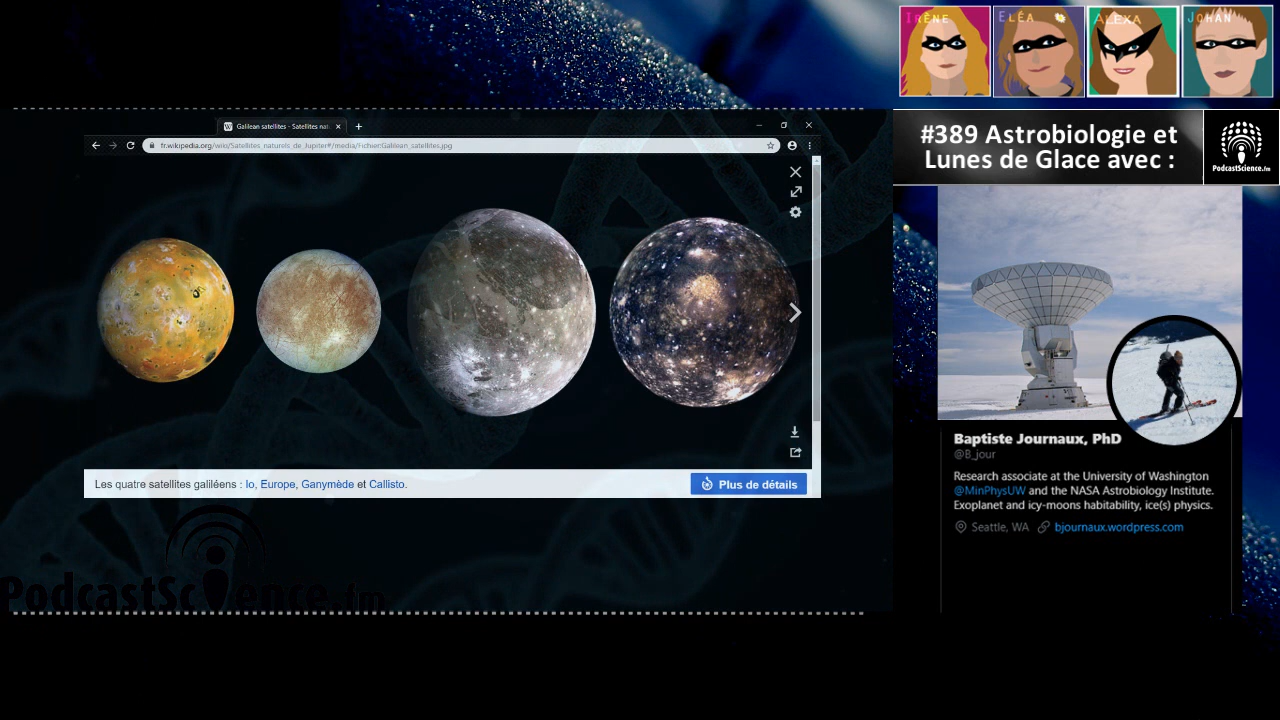 IRÈNE
ELÉA
ALEXA
JOHAN
Galilean satellites - Satellites nat
fr.wikipedia.org/wiki/Satellites_naturels_de_Jupiter#/media/Fichier:Galilean_satellites.jpg
#389 Astrobiologie et
Lunes de Glace avec :
PodcastScience.fm
Les quatre satellites galiléens : Io, Europe, Ganymède et Callisto.
Plus de détails
Baptiste Journaux, PhD
@B_jour
Research associate at the University of Washington
@MinPhysUW and the NASA Astrobiology Institute.
Exoplanet and icy-moons habitability, ice(s) physics.
Seattle, WA bjournaux.wordpress.com
PodcastScience.fm